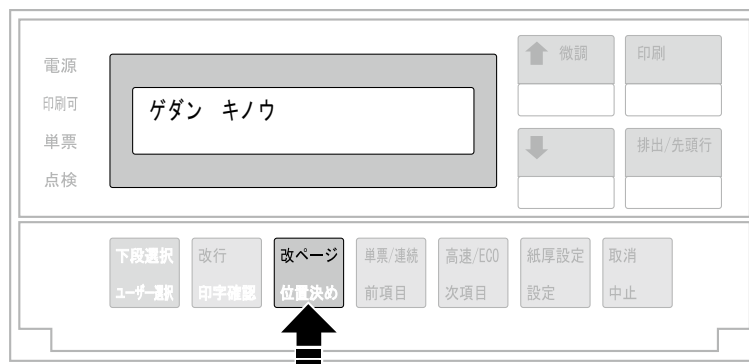 電源
印刷可
単票
点検
ゲダン キノウ
微調
印刷
排出/先頭行
下段選択
ユーザー選択
改行
印字確認
改ページ
位置決め
単票/連続
前項目
高速/ECO
次項目
紙厚設定
設定
取消
中止